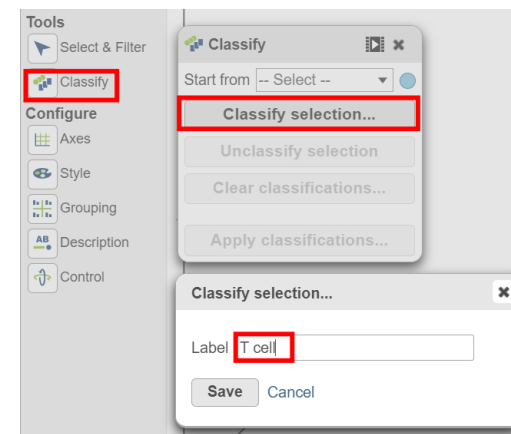 Tools
Select & Filter
Classify
Configure
Axes
Style
Grouping
AB Description
Control
Classify
Start from -- Select --
Classify selection...
Unclassify selection
Clear classifications...
Apply classifications...
Classify selection...
Label T cell
Save Cancel